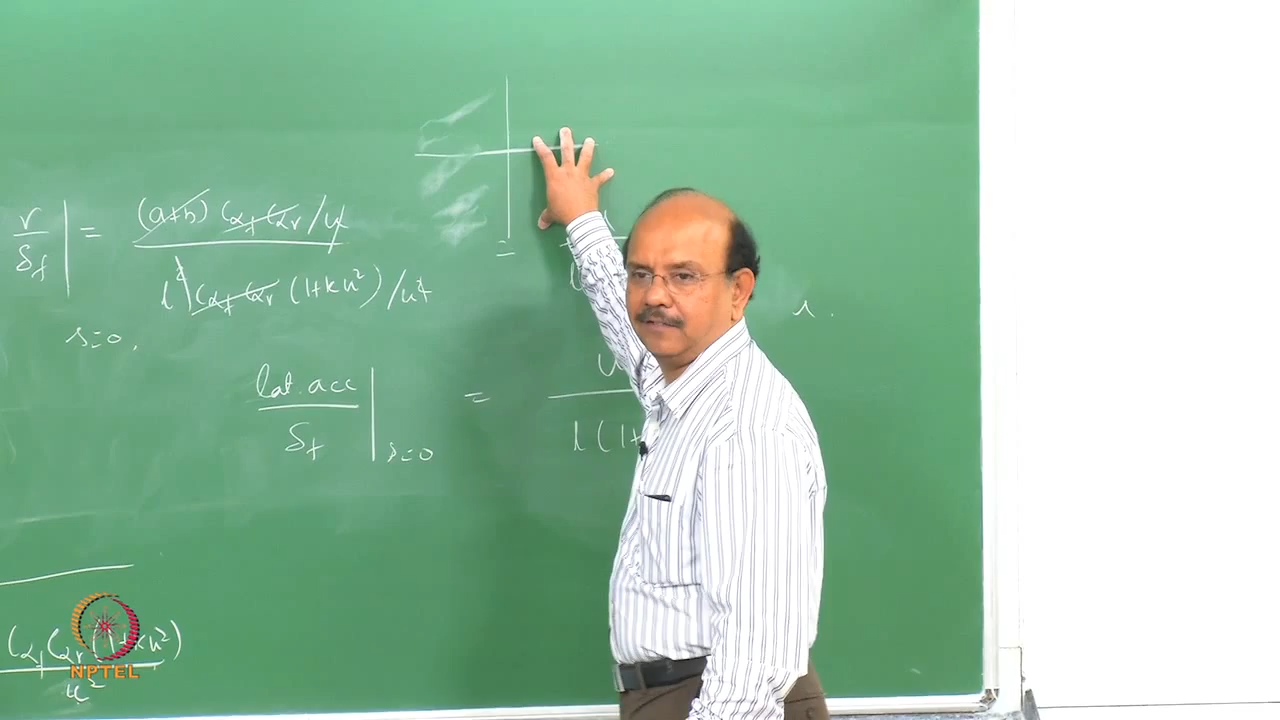 r/δf | s=0, = (a+b) Cαf Cαr/u / l² Cαf Cαr (1+ku²)/u²
lat. acc/δf | s=0 = u / l(1+
s.
Cαf Cαr (1+ku²)/u²
NPTEL